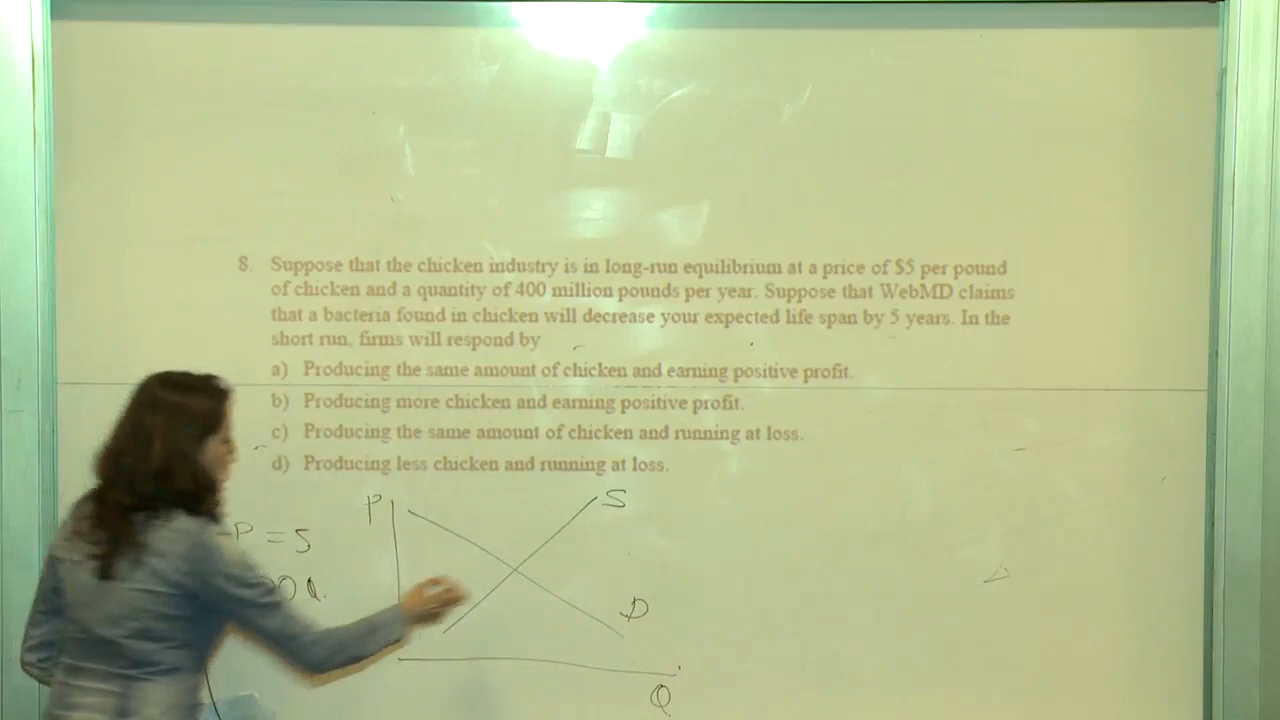 8. Suppose that the chicken industry is in long-run equilibrium at a price of $5 per pound
of chicken and a quantity of 400 million pounds per year. Suppose that WebMD claims
that a bacteria found in chicken will decrease your expected life span by 5 years. In the
short run, firms will respond by
a) Producing the same amount of chicken and earning positive profit.
b) Producing more chicken and earning positive profit.
c) Producing the same amount of chicken and running at loss.
d) Producing less chicken and running at loss.
P S
P = 5
D
Q